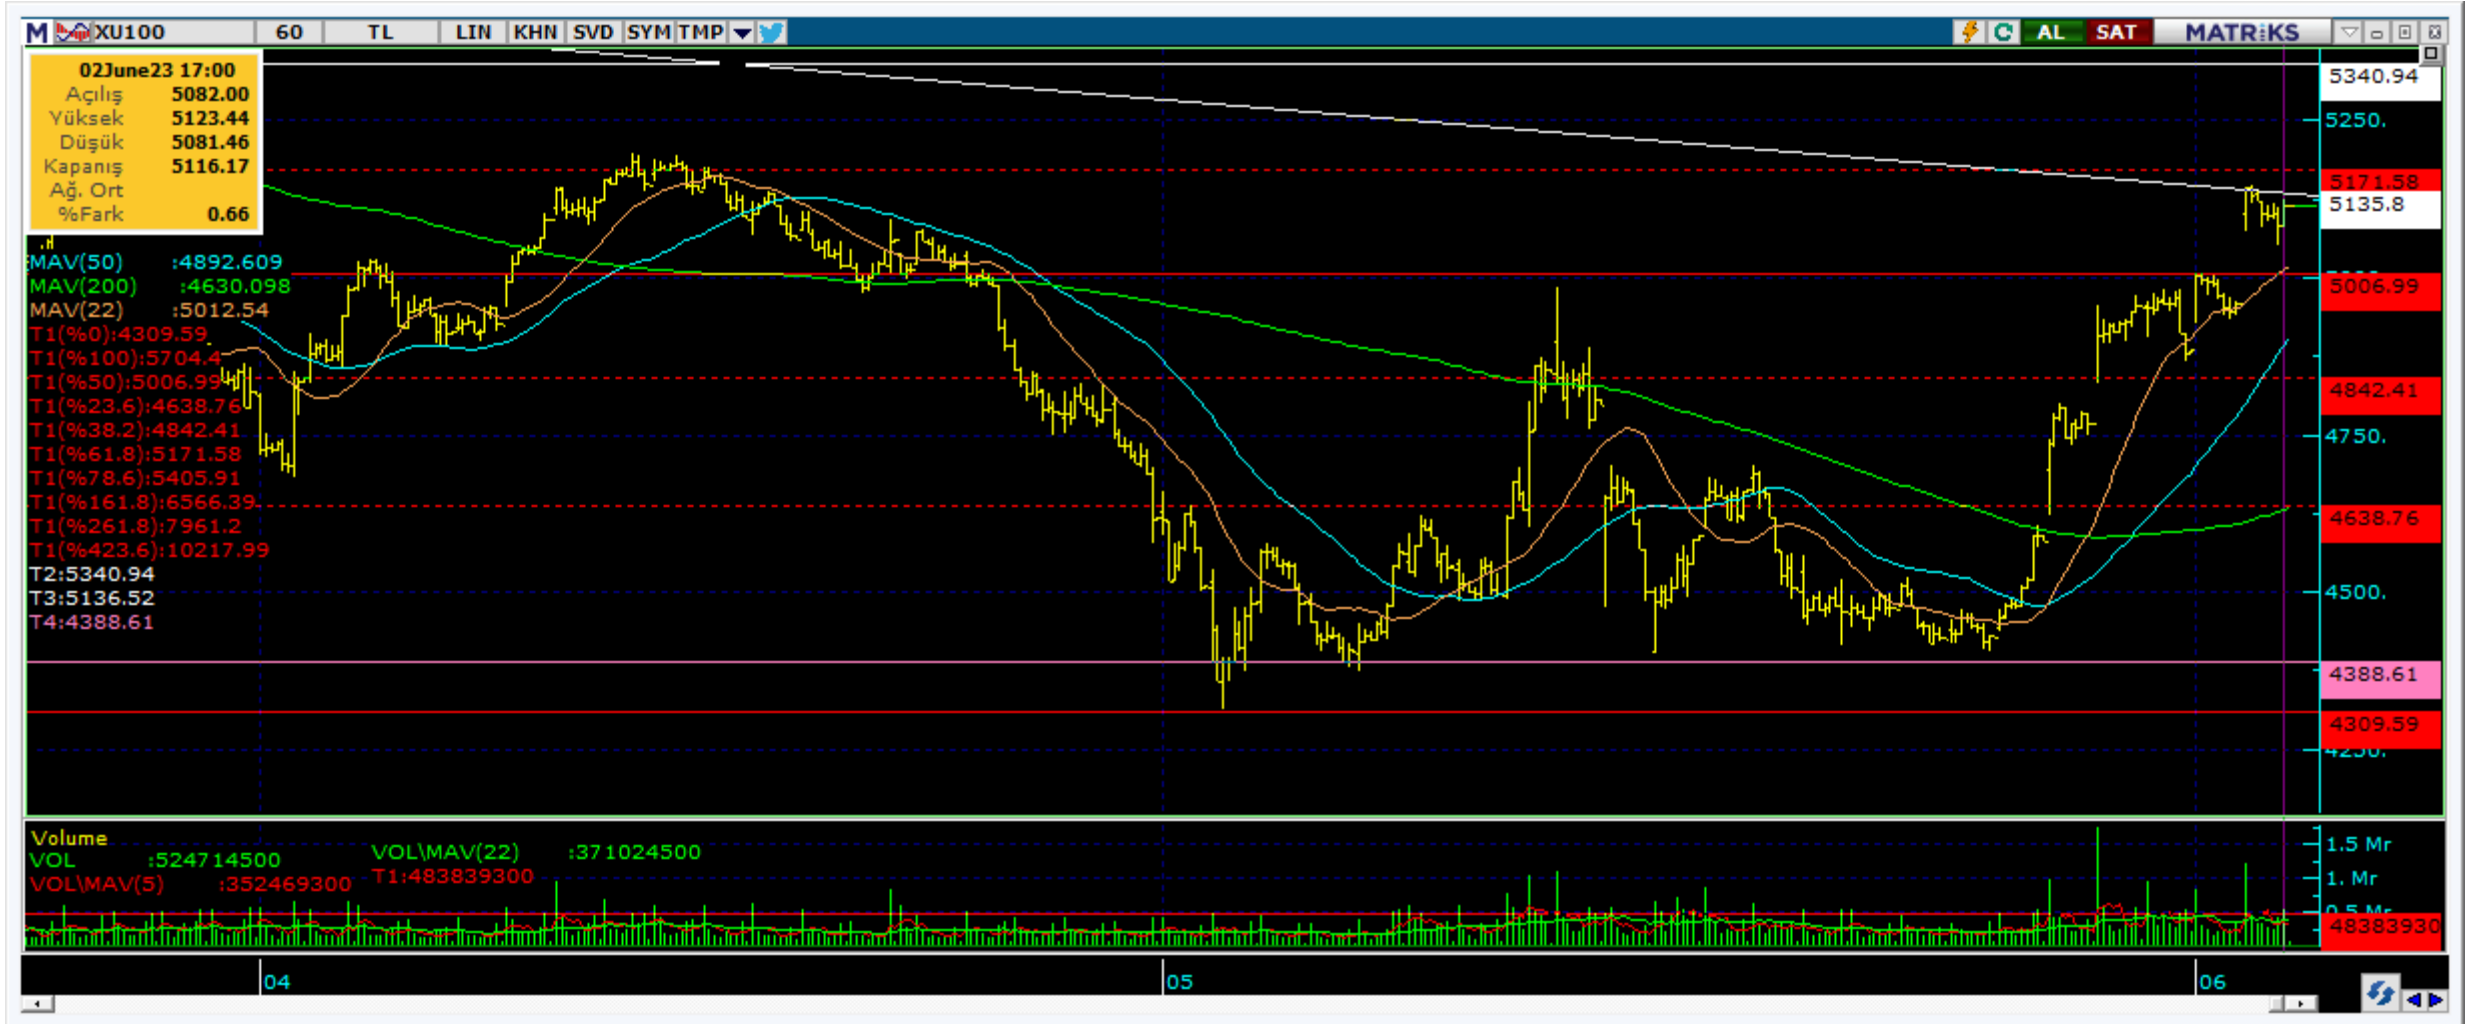 M XU100 60 TL LIN KHN SVD SYM TMP AL SAT MATRiKS
02June23 17:00
Açılış 5082.00
Yüksek 5123.44
Düşük 5081.46
Kapanış 5116.17
Ağ. Ort
%Fark 0.66
MAV(50) :4892.609
MAV(200) :4630.098
MAV(22) :5012.54
T1(%0):4309.59
T1(%100):5704.4
T1(%50):5006.99
T1(%23.6):4638.76
T1(%38.2):4842.41
T1(%61.8):5171.58
T1(%78.6):5405.91
T1(%161.8):6566.39
T1(%261.8):7961.2
T1(%423.6):10217.99
T2:5340.94
T3:5136.52
T4:4388.61
5340.94
5250.
5171.58
5135.8
5006.99
4842.41
4750.
4638.76
4500.
4388.61
4309.59
4250.
Volume
VOL :524714500
VOL\MAV(5) :352469300
VOL\MAV(22) :371024500
T1:483839300
1.5 Mr
1. Mr
0.5 Mr
48383930
04 05 06